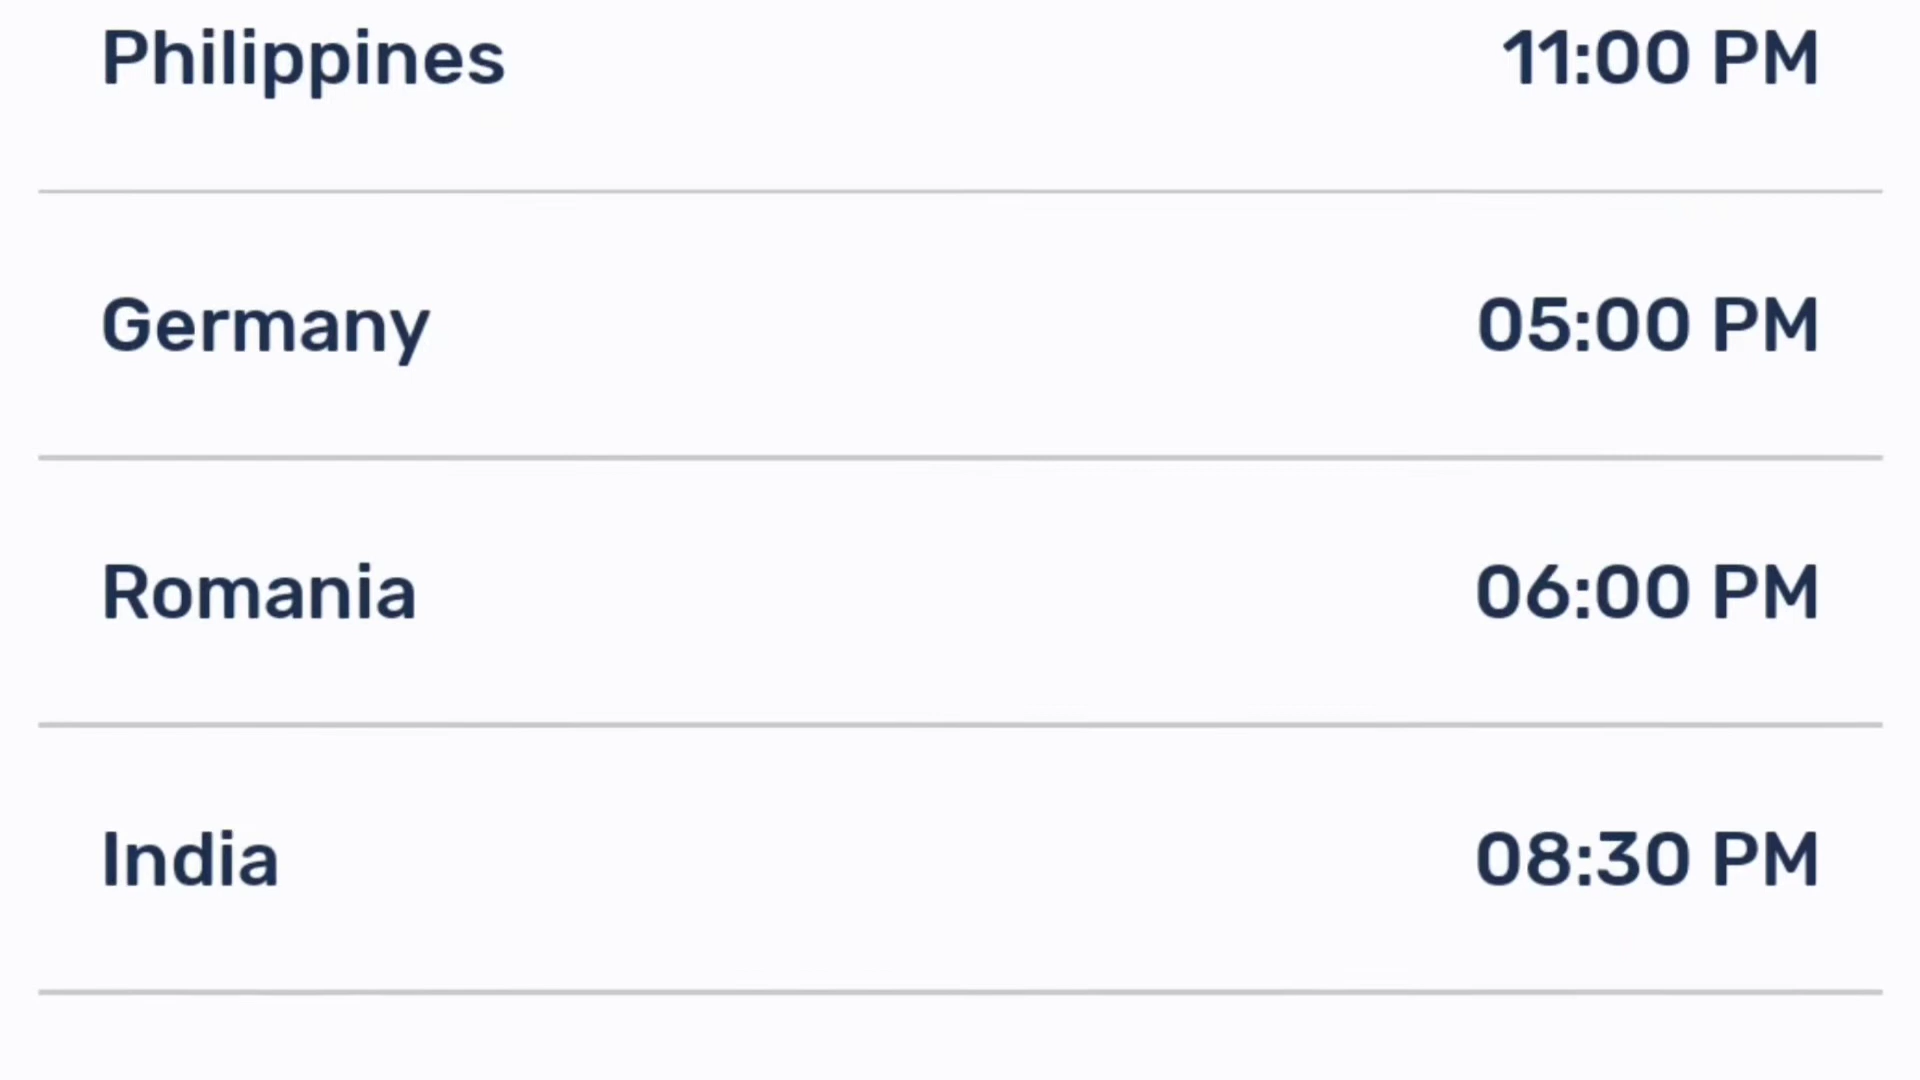 Philippines 11:00 PM
Germany 05:00 PM
Romania 06:00 PM
India 08:30 PM